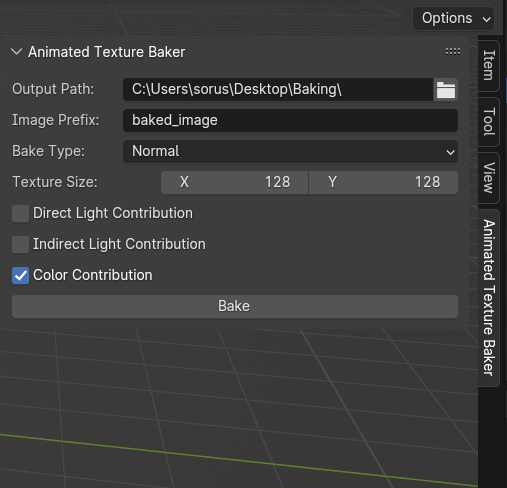 Options
Animated Texture Baker
Output Path: C:\Users\sorus\Desktop\Baking\
Image Prefix: baked_image
Bake Type: Normal
Texture Size: X 128 Y 128
Direct Light Contribution
Indirect Light Contribution
Color Contribution
Bake
Item
Tool
View
Animated Texture Baker